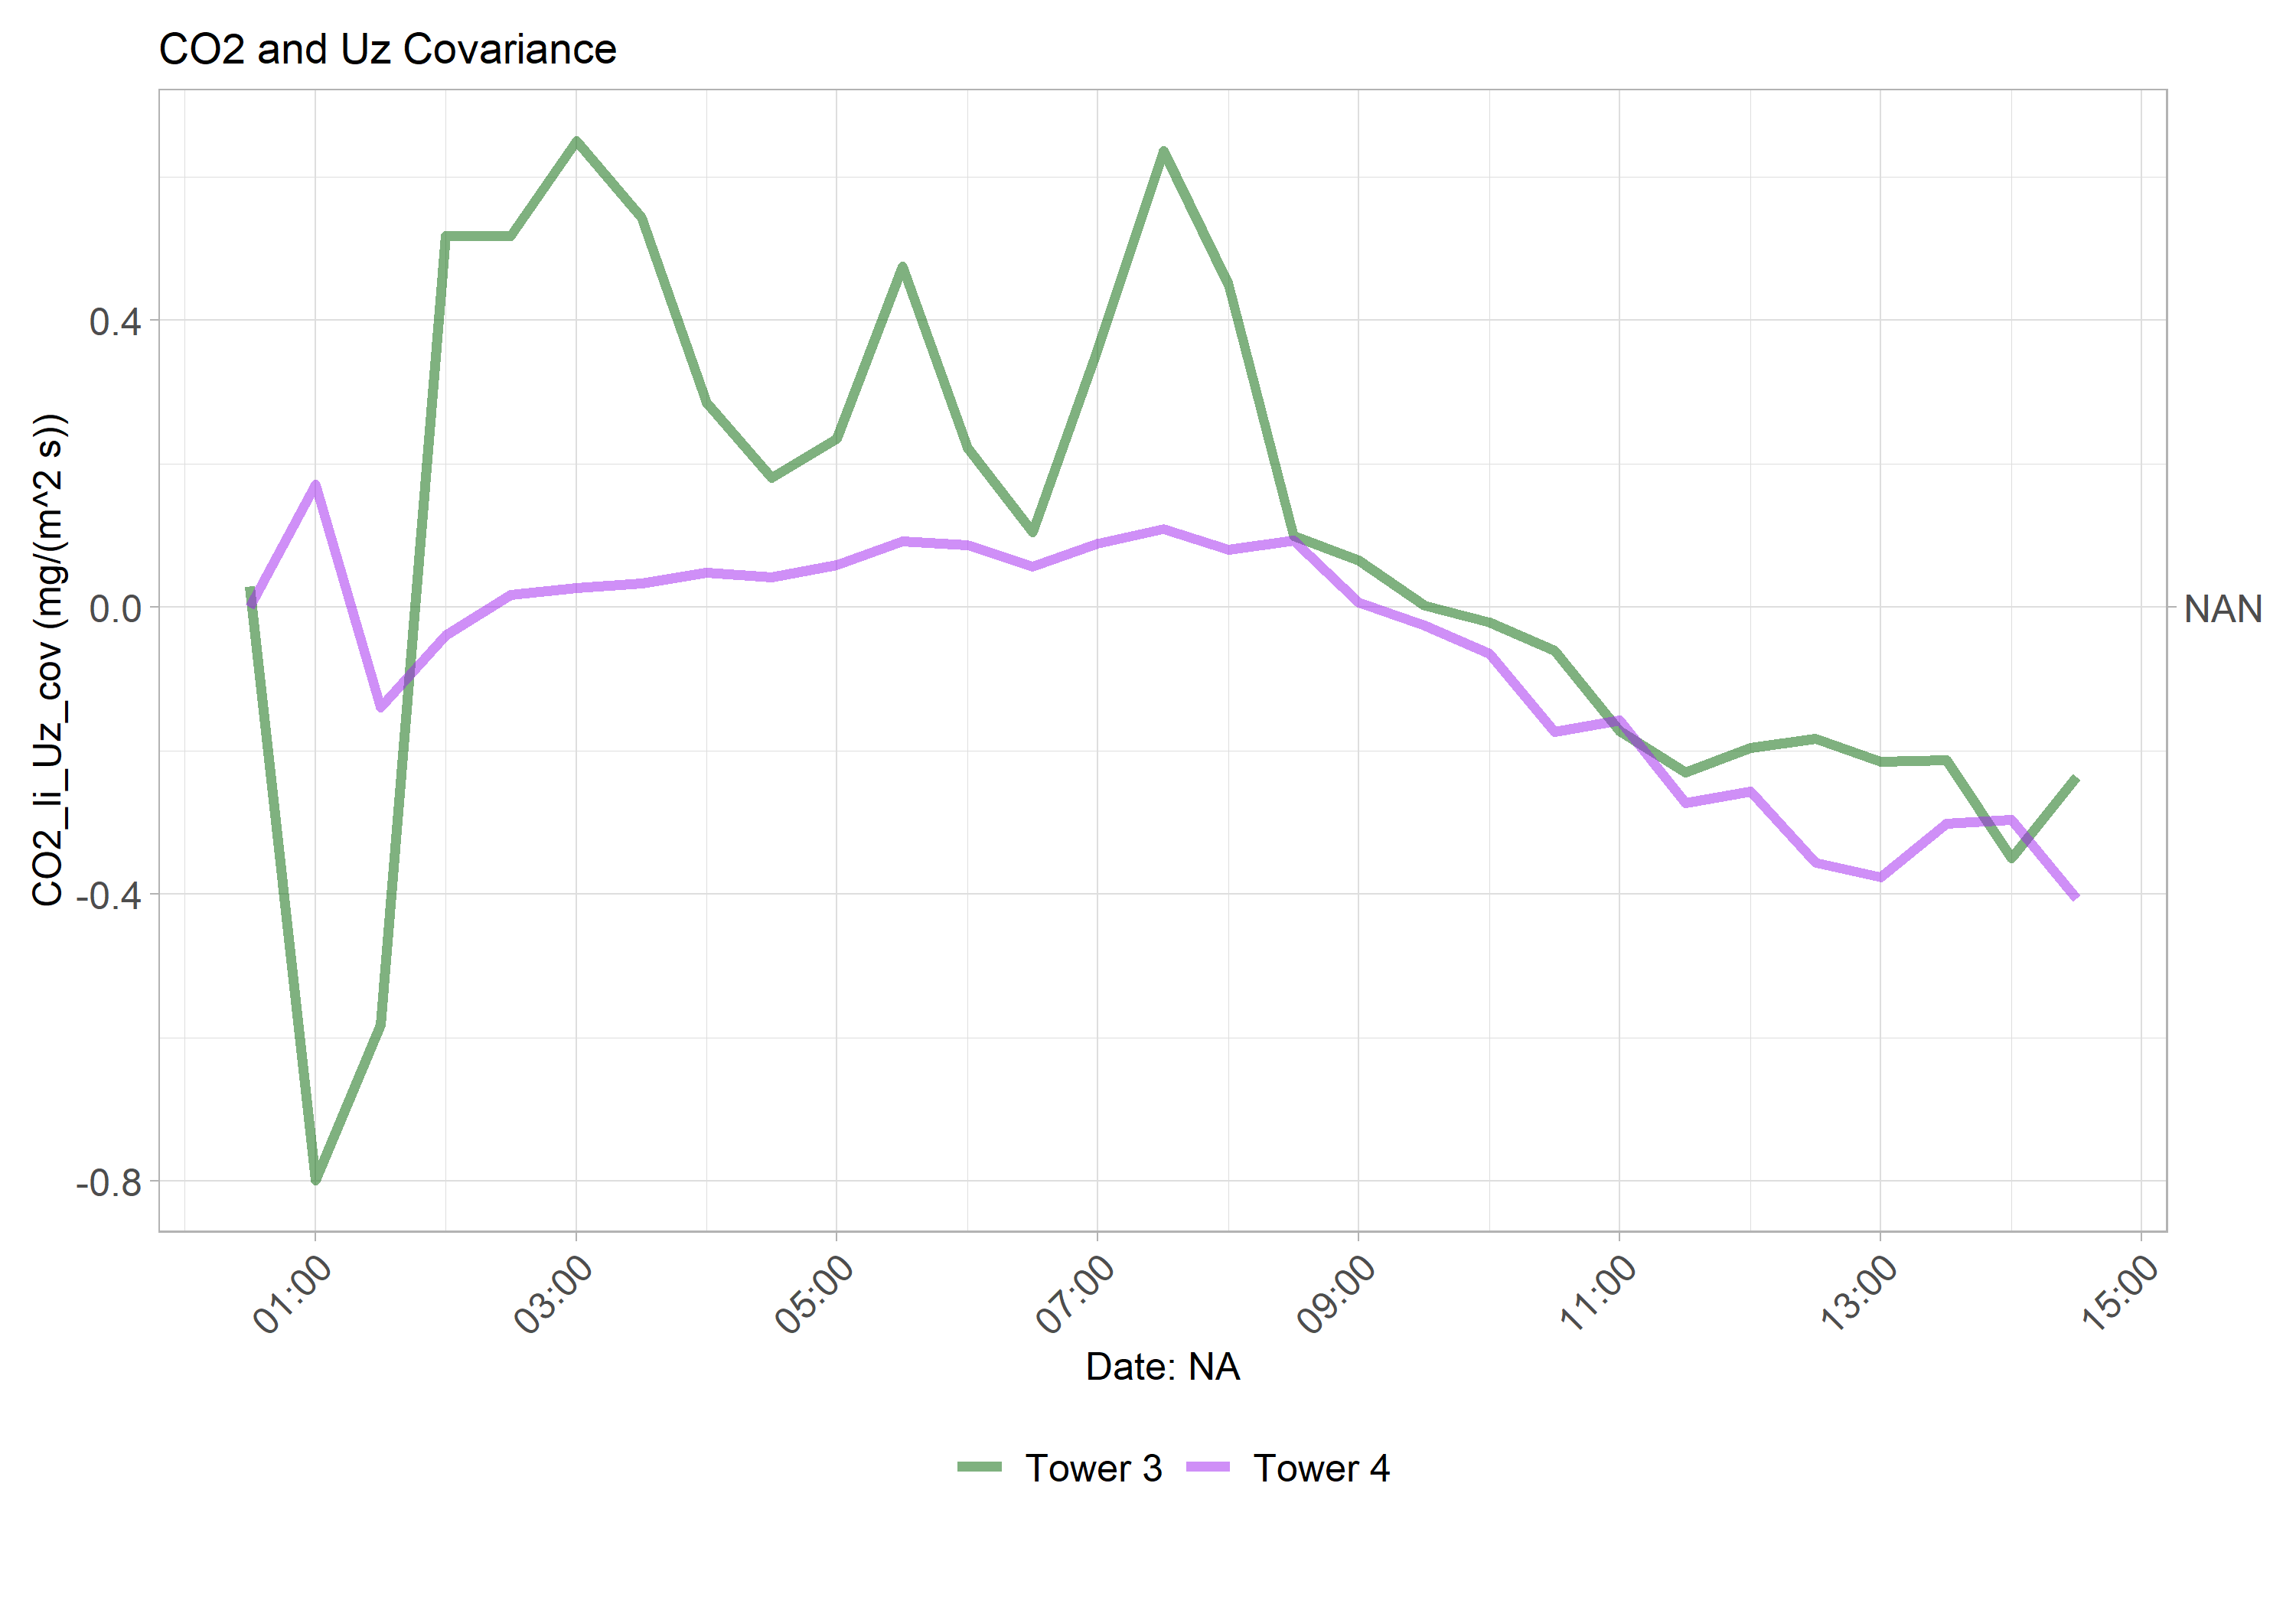 CO2 and Uz Covariance
CO2_li_Uz_cov (mg/(m^2 s))
0.4
0.0
-0.4
-0.8
NAN
01:00
03:00
05:00
07:00
09:00
11:00
13:00
15:00
Date: NA
Tower 3
Tower 4